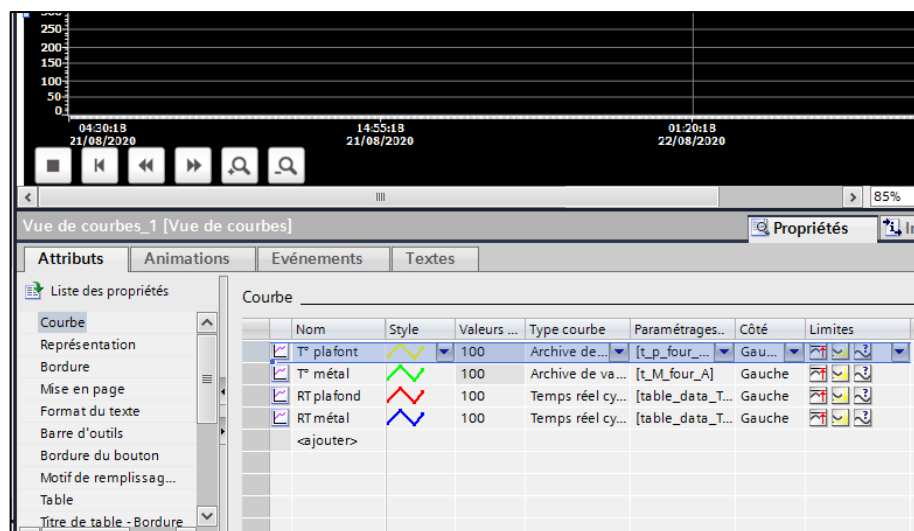 300
250
200
150
100
50
0
04:30:18 14:55:18 01:20:18
21/08/2020 21/08/2020 22/08/2020
85%
Vue de courbes_1 [Vue de courbes] Propriétés
Attributs Animations Evénements Textes
Liste des propriétés Courbe
Courbe Nom Style Valeurs ... Type courbe Paramétrages.. Côté Limites
Représentation T° plafont 100 Archive de... [t_p_four_... Gau...
Bordure T° métal 100 Archive de va... [t_M_four_A] Gauche
Mise en page RT plafond 100 Temps réel cy... [table_data_T... Gauche
Format du texte RT métal 100 Temps réel cy... [table_data_T... Gauche
Barre d'outils <ajouter>
Bordure du bouton
Motif de remplissag...
Table
Titre de table - Bordure